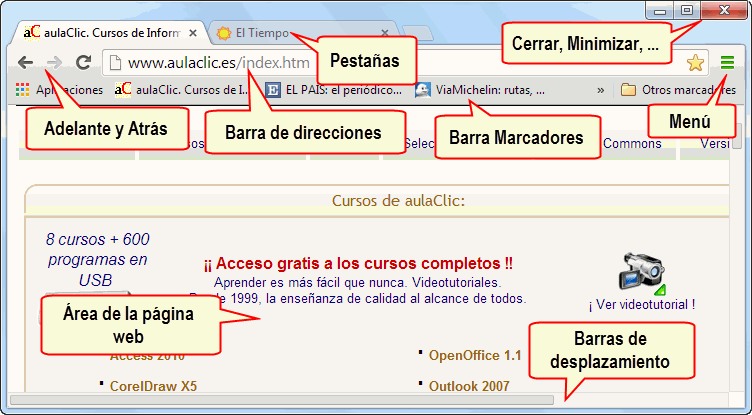 aC aulaClic. Cursos de Inform
El Tiempo
Cerrar, Minimizar, ...
Pestañas
www.aulaclic.es/index.htm
Aplicaciones
aC aulaClic. Cursos de I...
E EL PAÍS: el periódico...
ViaMichelin: rutas, ...
»
Otros marcadores
Adelante y Atrás
Barra de direcciones
Barra Marcadores
Menú
Commons
Cursos de aulaClic:
8 cursos + 600
programas en
USB
¡¡ Acceso gratis a los cursos completos !!
Aprender es más fácil que nunca. Videotutoriales.
1999, la enseñanza de calidad al alcance de todos.
¡ Ver videotutorial !
Área de la página
web
Access 2010
OpenOffice 1.1
Barras de
desplazamiento
CorelDraw X5
Outlook 2007